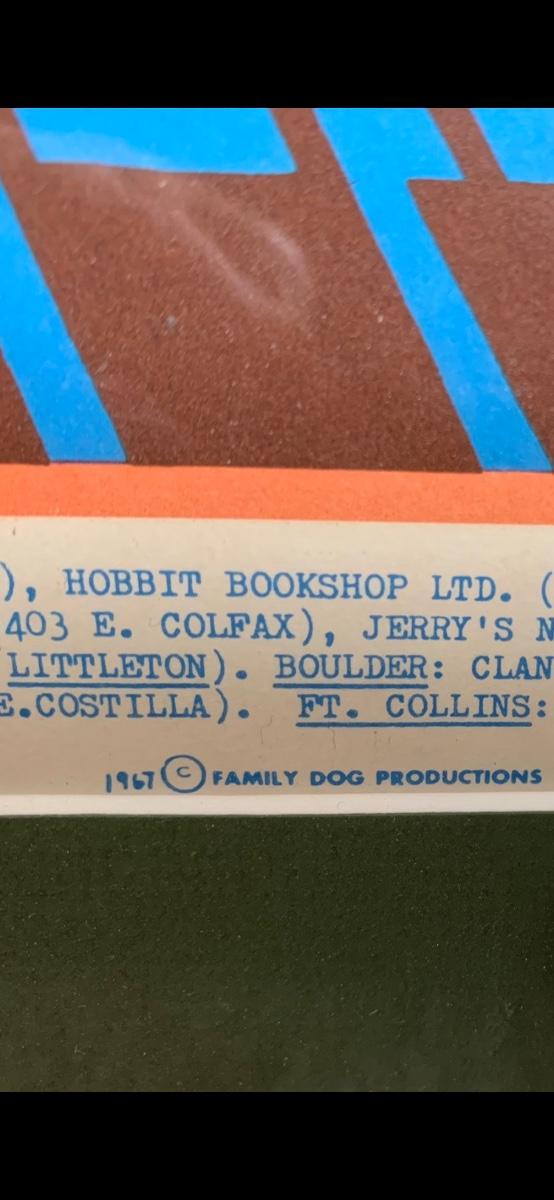 ), HOBBIT BOOKSHOP LTD. (
403 E. COLFAX), JERRY'S N
LITTLETON). BOULDER: CLAN
E.COSTILLA). FT. COLLINS:
1967 © FAMILY DOG PRODUCTIONS